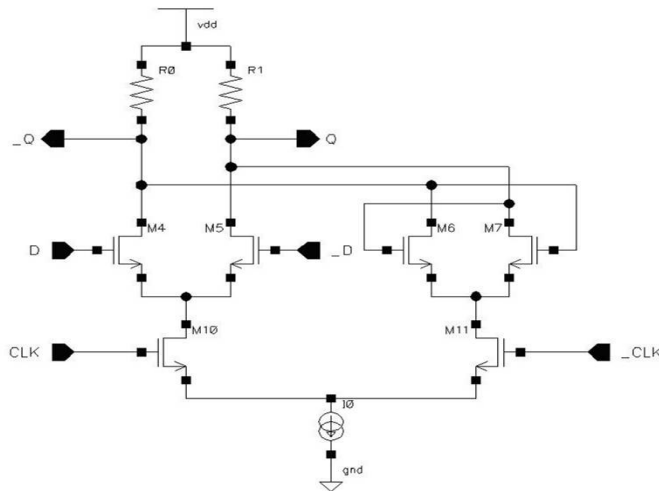 vdd
R0 R1
_Q Q
M4 M5 M6 M7
D _D
M10 M11
CLK _CLK
I0
gnd